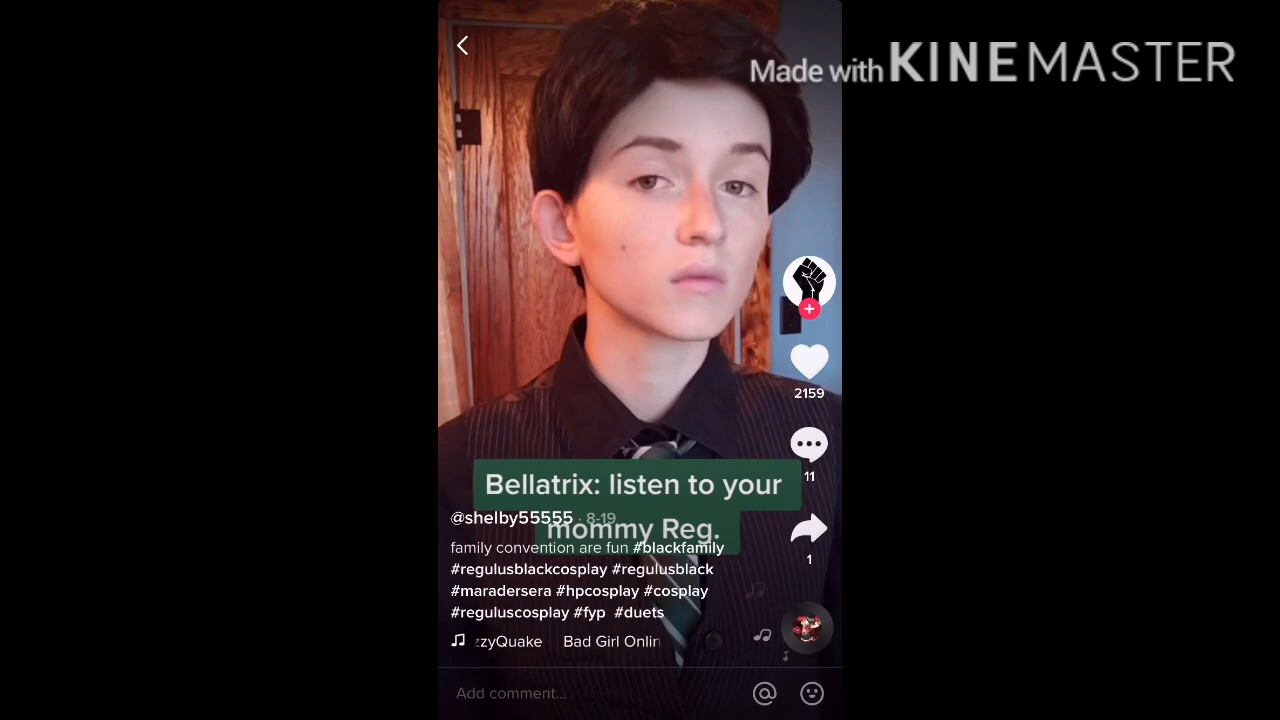 Made with KINEMASTER
Bellatrix: listen to your
mommy Reg.
@shelby55555 · 8-19
family convention are fun #blackfamily
#regulusblackcosplay #regulusblack
#maradersera #hpcosplay #cosplay
#reguluscosplay #fyp #duets
zzyQuake Bad Girl Onlin
2159
11
1
Add comment...